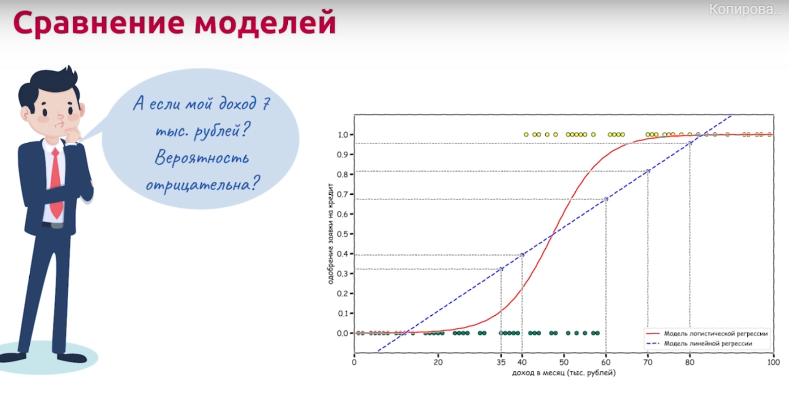 Сравнение моделей
Копирова...
А если мой доход 7
тыс. рублей?
Вероятность
отрицательна?
одобрение заявки на кредит
1.0
0.9
0.8
0.7
0.6
0.5
0.4
0.3
0.2
0.1
0.0
Модель логистической регрессии
Модель линейной регрессии
0 20 35 40 50 60 70 80 100
доход в месяц (тыс. рублей)